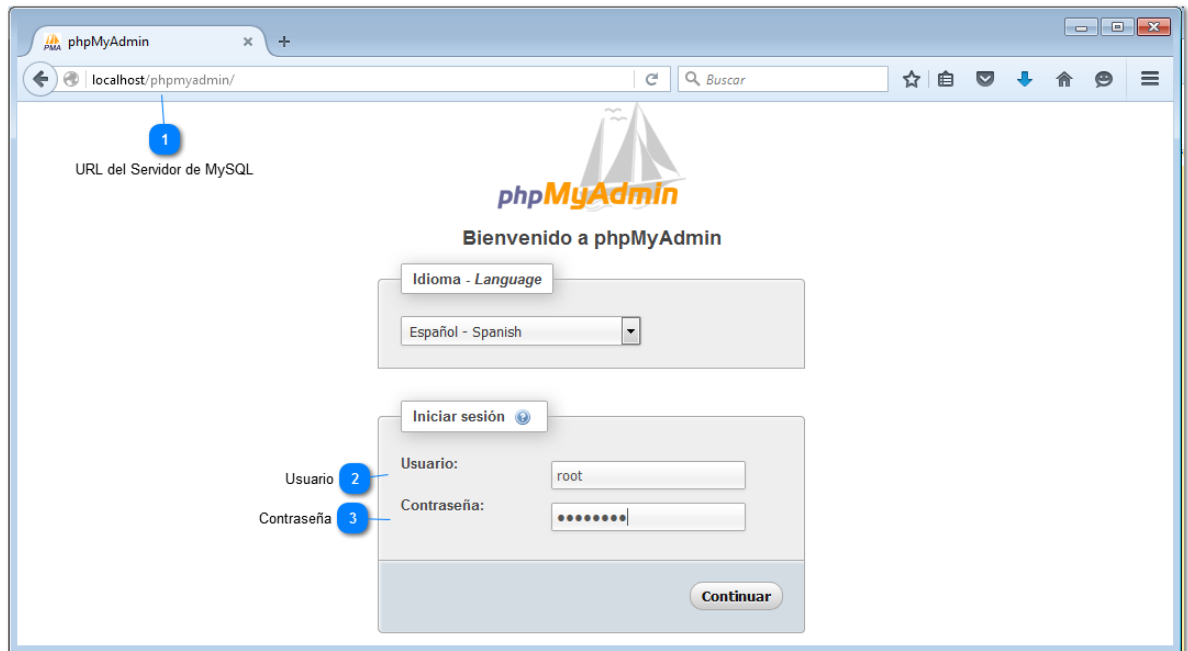 PMA phpMyAdmin
localhost/phpmyadmin/
Buscar
1
URL del Servidor de MySQL
phpMyAdmin
Bienvenido a phpMyAdmin
Idioma - Language
Español - Spanish
Iniciar sesión
Usuario 2
Usuario:
root
Contraseña 3
Contraseña:
••••••••
Continuar